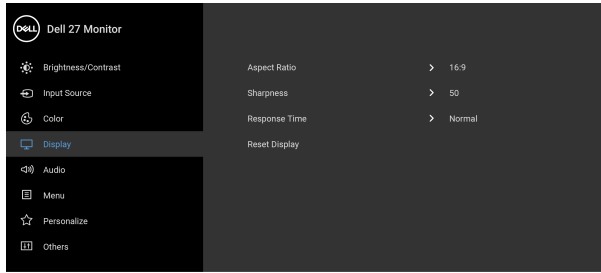 DELL Dell 27 Monitor
Brightness/Contrast
Input Source
Color
Display
Audio
Menu
Personalize
Others
Aspect Ratio > 16:9
Sharpness > 50
Response Time > Normal
Reset Display